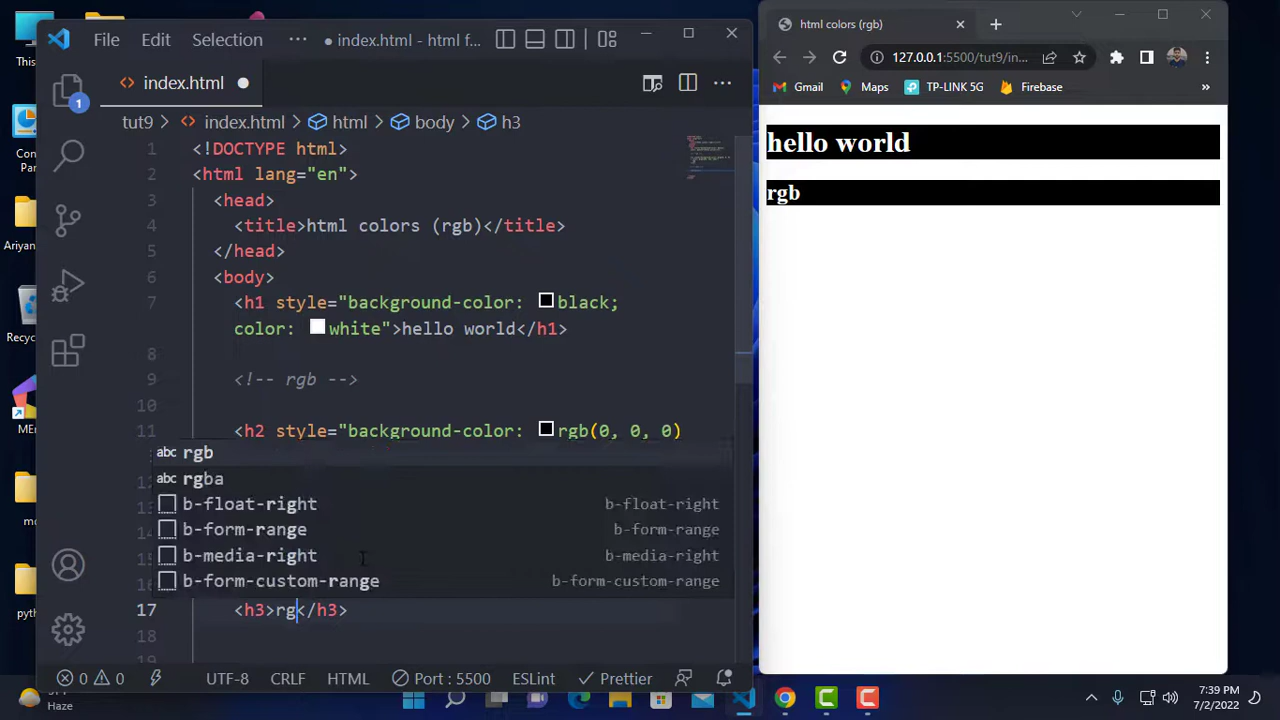 This
Con
Pan
Ariyan
Recyc
MEr
mc
pyth
File Edit Selection ··· ● index.html - html f...
index.html
tut9 > index.html > html > body > h3
1 <!DOCTYPE html>
2 <html lang="en">
3 <head>
4 <title>html colors (rgb)</title>
5 </head>
6 <body>
7 <h1 style="background-color: black;
color: white">hello world</h1>
8
9 <!-- rgb -->
10
11 <h2 style="background-color: rgb(0, 0, 0)
abc rgb
abc rgba
b-float-right b-float-right
b-form-range b-form-range
b-media-right b-media-right
b-form-custom-range b-form-custom-range
17 <h3>rg</h3>
18
19
0 0 UTF-8 CRLF HTML Port : 5500 ESLint Prettier
1
html colors (rgb)
127.0.0.1:5500/tut9/in...
Gmail Maps TP-LINK 5G Firebase »
hello world
rgb
Haze
7:39 PM
7/2/2022